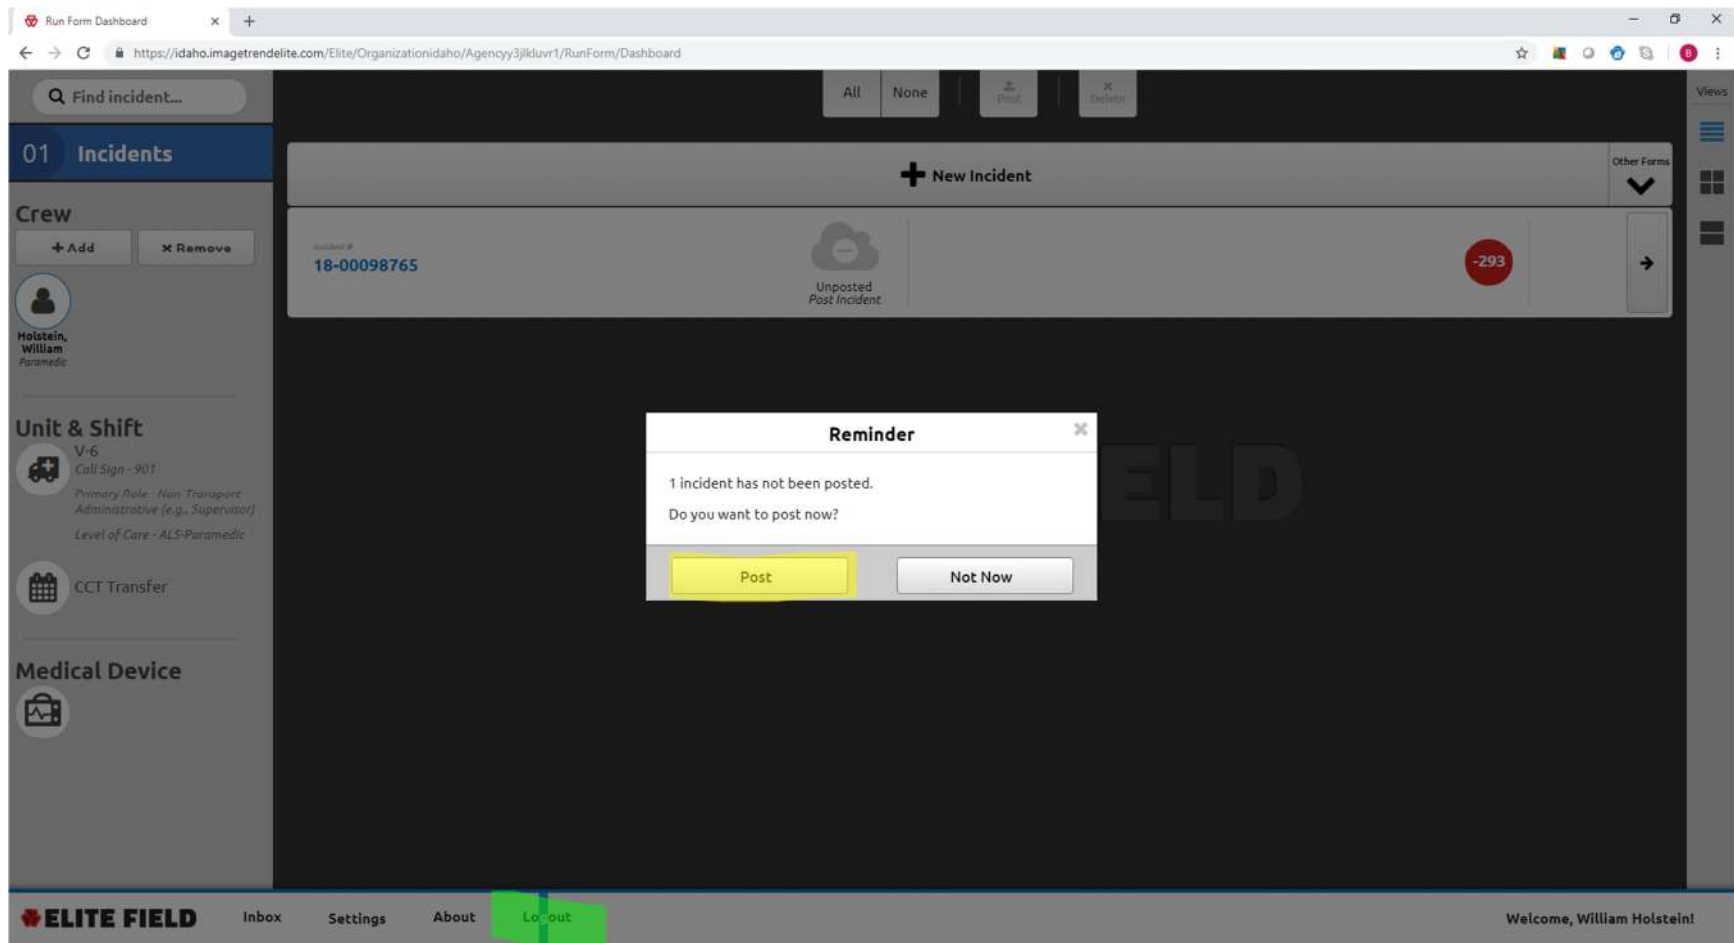 Run Form Dashboard
https://idaho.imagetrendelite.com/Elite/Organizationidaho/Agencyy3jlkluvr1/RunForm/Dashboard
B
Find incident...
All None Post Delete
Views
01 Incidents
New Incident
Other Forms
Crew
Add Remove
Incident #
18-00098765
Unposted
Post Incident
-293
Holstein,
William
Paramedic
Unit & Shift
V-6
Call Sign - 901
Primary Role - Non Transport
Administrative (e.g., Supervisor)
Level of Care - ALS-Paramedic
CCT Transfer
Medical Device
Reminder
1 incident has not been posted.
Do you want to post now?
Post Not Now
ELD
ELITE FIELD Inbox Settings About Logout
Welcome, William Holstein!